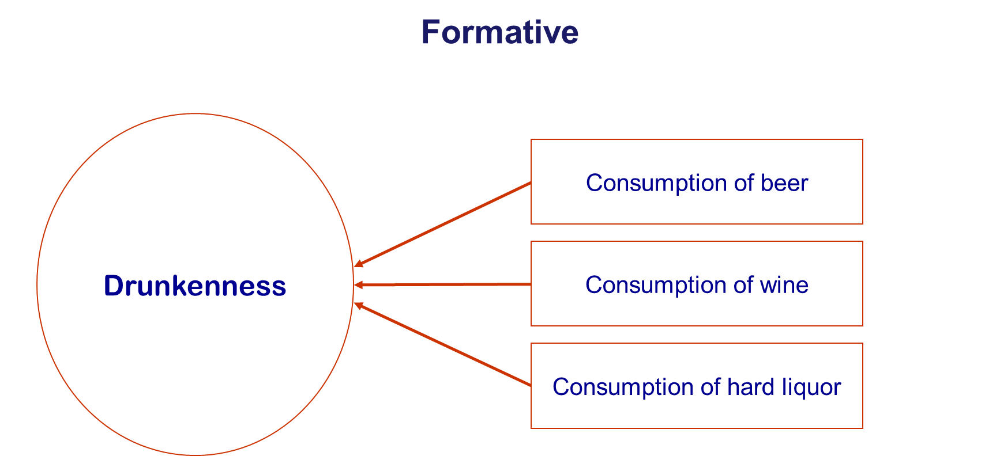 Formative
Drunkenness
Consumption of beer
Consumption of wine
Consumption of hard liquor